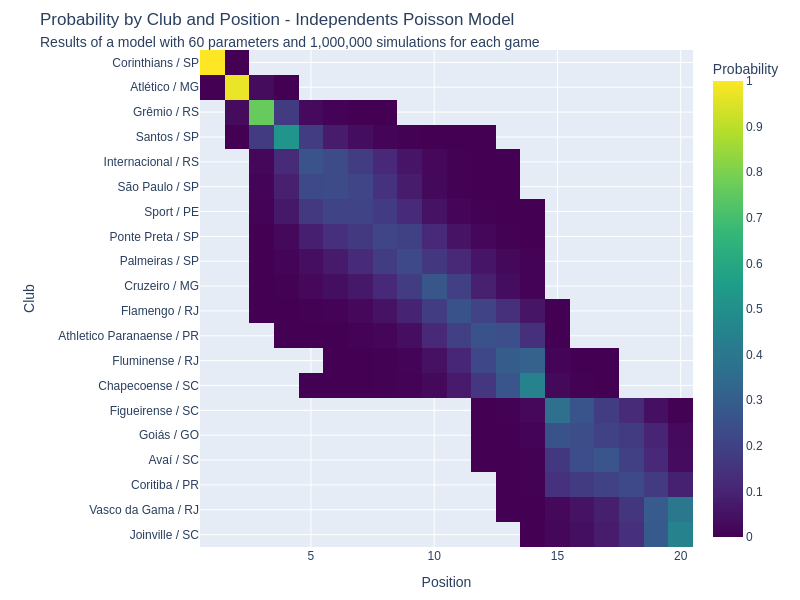 Probability by Club and Position - Independents Poisson Model
Results of a model with 60 parameters and 1,000,000 simulations for each game
Corinthians / SP
Atlético / MG
Grêmio / RS
Santos / SP
Internacional / RS
São Paulo / SP
Sport / PE
Ponte Preta / SP
Palmeiras / SP
Cruzeiro / MG
Flamengo / RJ
Athletico Paranaense / PR
Fluminense / RJ
Chapecoense / SC
Figueirense / SC
Goiás / GO
Avaí / SC
Coritiba / PR
Vasco da Gama / RJ
Joinville / SC
Club
5
10
15
20
Position
Probability
1
0.9
0.8
0.7
0.6
0.5
0.4
0.3
0.2
0.1
0